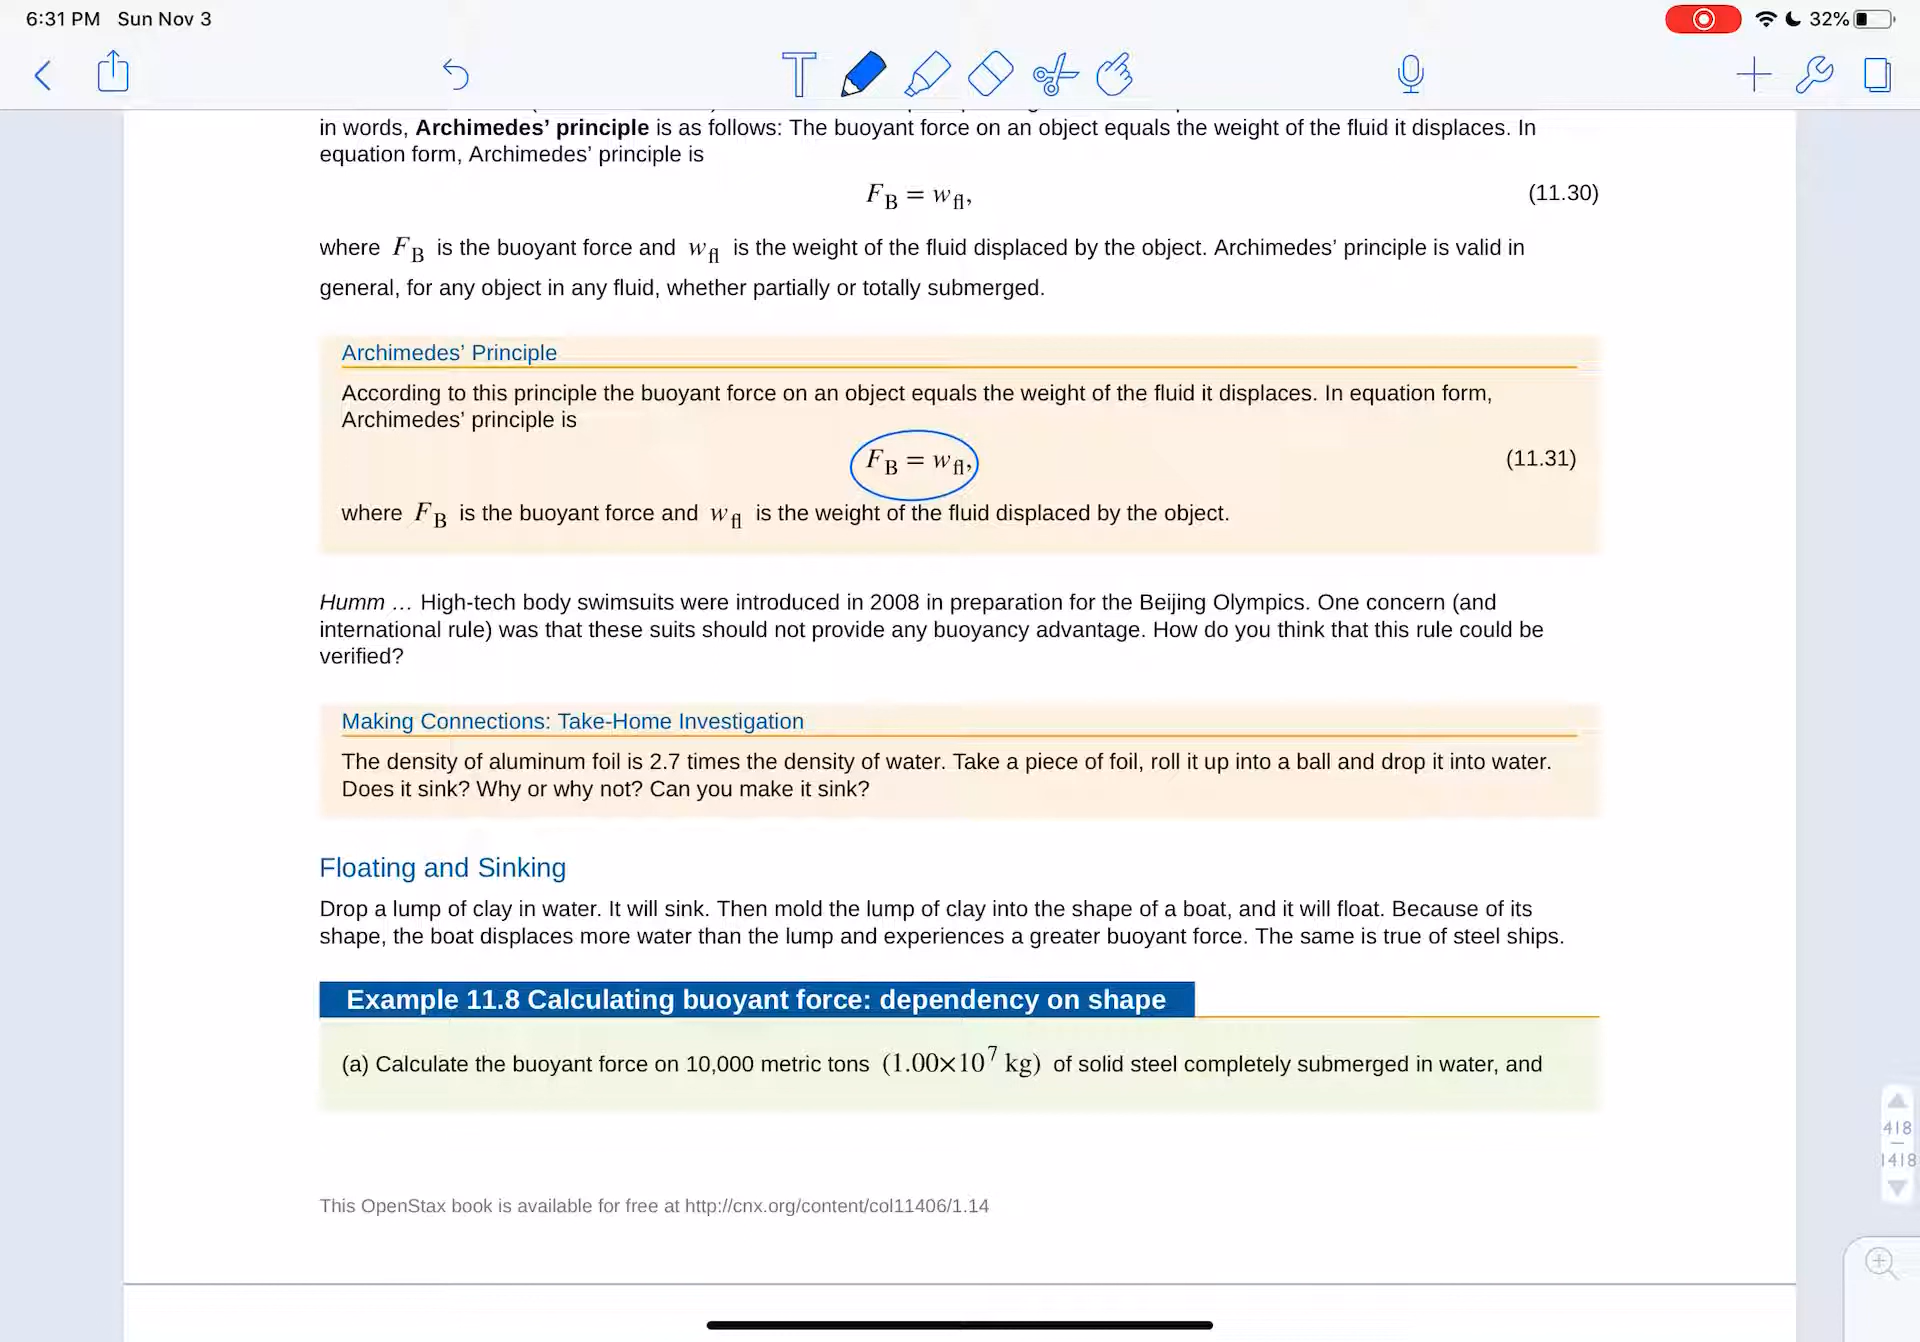 6:31 PM Sun Nov 3
32%
in words, Archimedes’ principle is as follows: The buoyant force on an object equals the weight of the fluid it displaces. In
equation form, Archimedes’ principle is
F_B = w_fl, (11.30)
where F_B is the buoyant force and w_fl is the weight of the fluid displaced by the object. Archimedes’ principle is valid in
general, for any object in any fluid, whether partially or totally submerged.
Archimedes’ Principle
According to this principle the buoyant force on an object equals the weight of the fluid it displaces. In equation form,
Archimedes’ principle is
F_B = w_fl, (11.31)
where F_B is the buoyant force and w_fl is the weight of the fluid displaced by the object.
Humm … High-tech body swimsuits were introduced in 2008 in preparation for the Beijing Olympics. One concern (and
international rule) was that these suits should not provide any buoyancy advantage. How do you think that this rule could be
verified?
Making Connections: Take-Home Investigation
The density of aluminum foil is 2.7 times the density of water. Take a piece of foil, roll it up into a ball and drop it into water.
Does it sink? Why or why not? Can you make it sink?
Floating and Sinking
Drop a lump of clay in water. It will sink. Then mold the lump of clay into the shape of a boat, and it will float. Because of its
shape, the boat displaces more water than the lump and experiences a greater buoyant force. The same is true of steel ships.
Example 11.8 Calculating buoyant force: dependency on shape
(a) Calculate the buoyant force on 10,000 metric tons (1.00×10⁷ kg) of solid steel completely submerged in water, and
418
1418
This OpenStax book is available for free at http://cnx.org/content/col11406/1.14